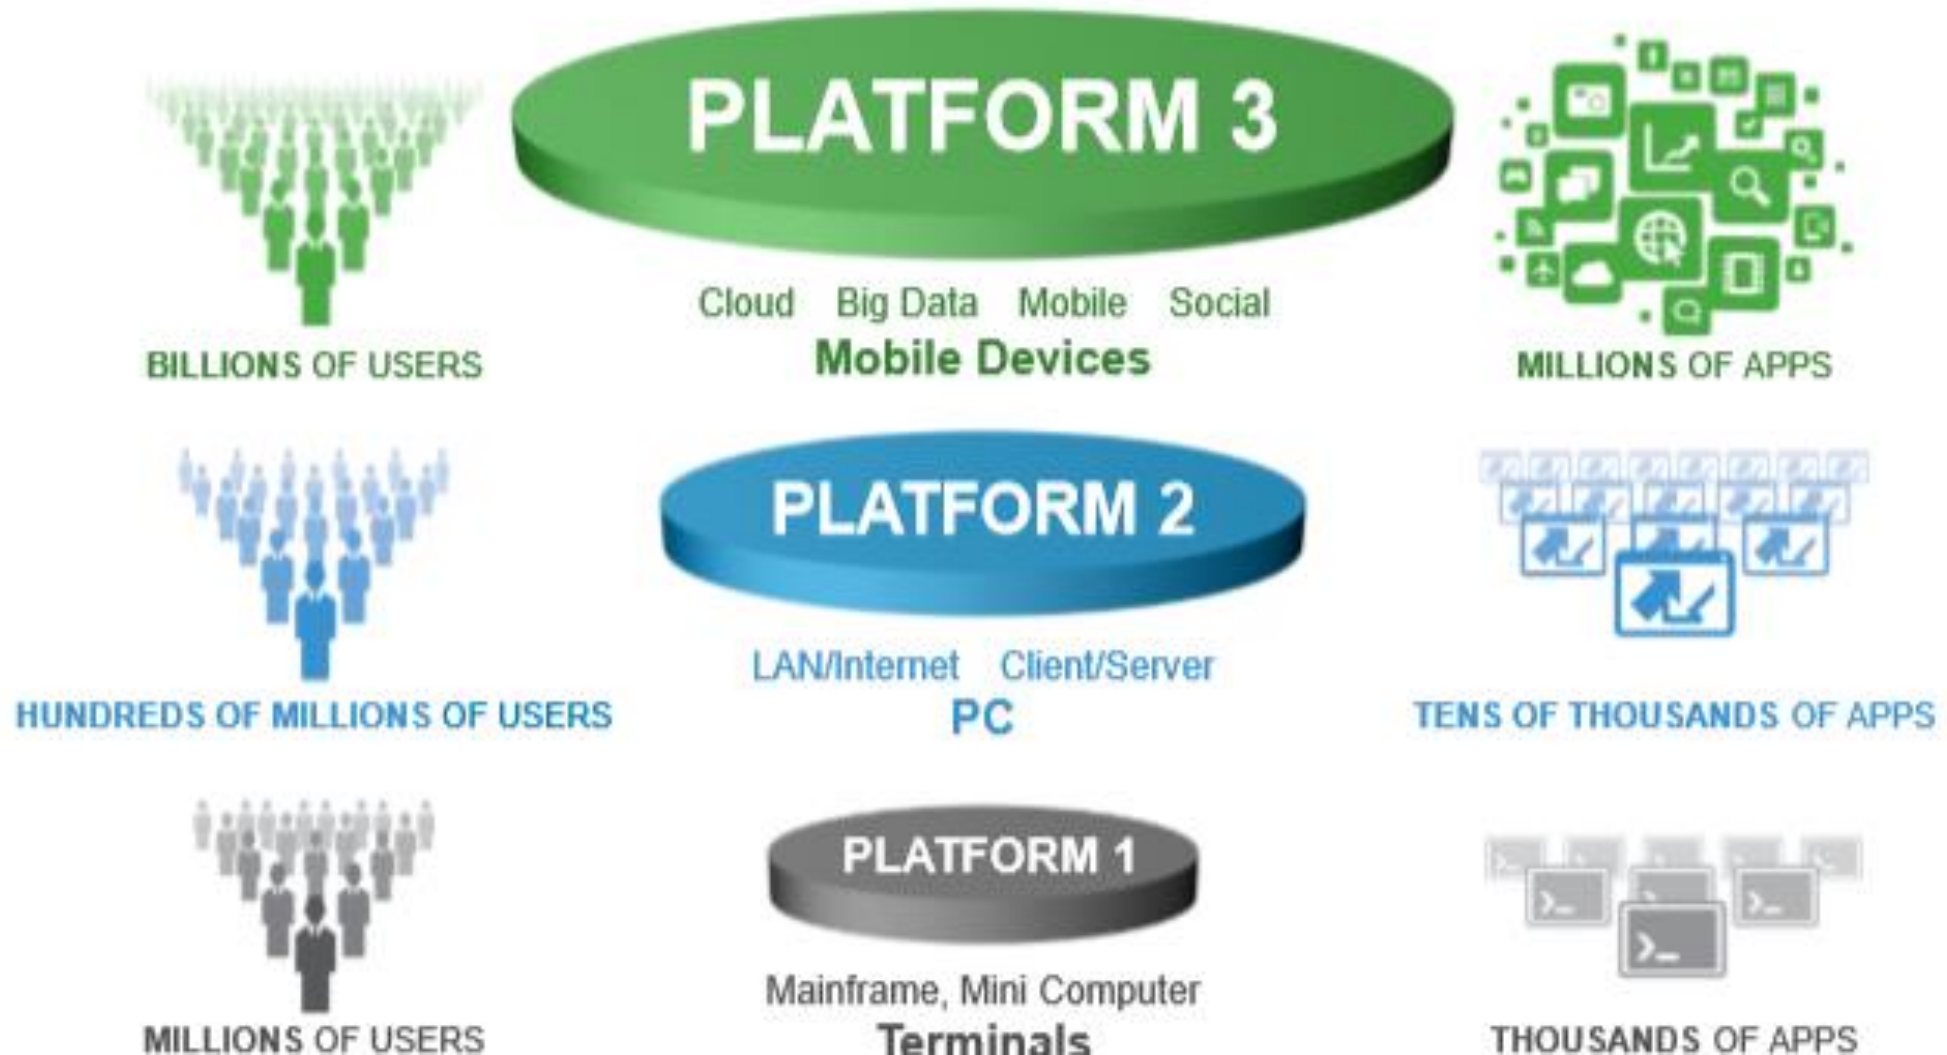 PLATFORM 3
Cloud Big Data Mobile Social
Mobile Devices
BILLIONS OF USERS
MILLIONS OF APPS
PLATFORM 2
LAN/Internet Client/Server
PC
HUNDREDS OF MILLIONS OF USERS
TENS OF THOUSANDS OF APPS
PLATFORM 1
Mainframe, Mini Computer
Terminals
MILLIONS OF USERS
THOUSANDS OF APPS